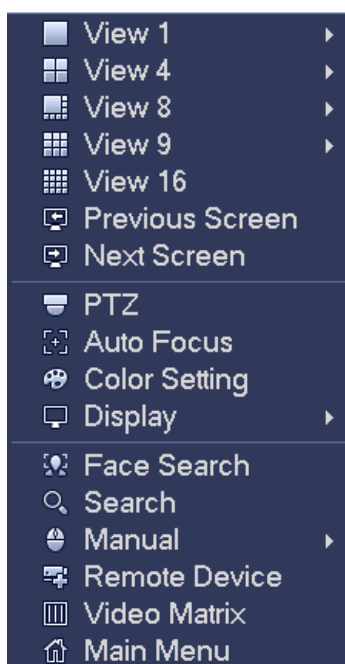 View 1
View 4
View 8
View 9
View 16
Previous Screen
Next Screen
PTZ
Auto Focus
Color Setting
Display
Face Search
Search
Manual
Remote Device
Video Matrix
Main Menu